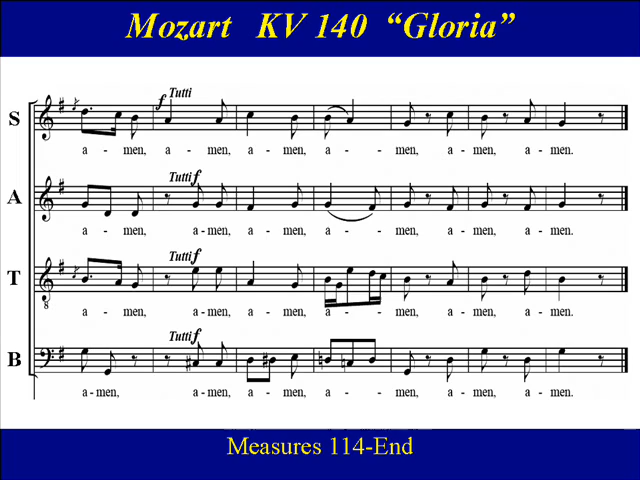 Mozart KV 140 “Gloria”
f Tutti
S
a - men, a - men, a - men, a - men, a - men, a - men, a - men.
Tutti f
A
a - men, a - men, a - men, a - men, a - men, a - men, a - men.
Tutti f
T
8
a - men, a - men, a - men, a - men, a - men, a - men, a - men.
Tutti f
B
a - men, a - men, a - men, a - men, a - men, a - men, a - men.
Measures 114-End